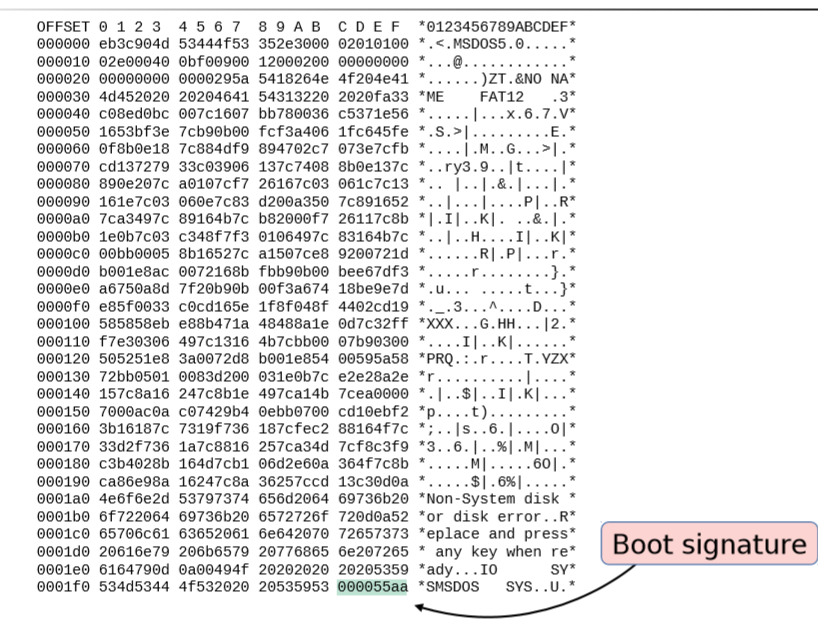 OFFSET 0 1 2 3  4 5 6 7  8 9 A B  C D E F  *0123456789ABCDEF*
000000 eb3c904d 53444f53 352e3000 02010100 *.<.MSDOS5.0.....*
000010 02e00040 0bf00900 12000200 00000000 *...@............*
000020 00000000 0000295a 5418264e 4f204e41 *......)ZT.&NO NA*
000030 4d452020 20204641 54313220 2020fa33 *ME    FAT12   .3*
000040 c08ed0bc 007c1607 bb780036 c5371e56 *.....|...x.6.7.V*
000050 1653bf3e 7cb90b00 fcf3a406 1fc645fe *.S.>|.........E.*
000060 0f8b0e18 7c884df9 894702c7 073e7cfb *....|.M..G...>|.*
000070 cd137279 33c03906 137c7408 8b0e137c *..ry3.9..|t....|*
000080 890e207c a0107cf7 26167c03 061c7c13 *.. |..|.&.|...|.*
000090 161e7c03 060e7c83 d200a350 7c891652 *..|...|....P|..R*
0000a0 7ca3497c 89164b7c b82000f7 26117c8b *|.I|..K|. ..&.|.*
0000b0 1e0b7c03 c348f7f3 0106497c 83164b7c *..|..H....I|..K|*
0000c0 00bb0005 8b16527c a1507ce8 9200721d *......R|.P|...r.*
0000d0 b001e8ac 0072168b fbb90b00 bee67df3 *.....r........}.*
0000e0 a6750a8d 7f20b90b 00f3a674 18be9e7d *.u... .....t...}*
0000f0 e85f0033 c0cd165e 1f8f048f 4402cd19 *._.3...^....D...*
000100 585858eb e88b471a 48488a1e 0d7c32ff *XXX...G.HH...|2.*
000110 f7e30306 497c1316 4b7cbb00 07b90300 *....I|..K|......*
000120 505251e8 3a0072d8 b001e854 00595a58 *PRQ.:.r....T.YZX*
000130 72bb0501 0083d200 031e0b7c e2e28a2e *r..........|....*
000140 157c8a16 247c8b1e 497ca14b 7cea0000 *.|..$|..I|.K|...*
000150 7000ac0a c07429b4 0ebb0700 cd10ebf2 *p....t).........*
000160 3b16187c 7319f736 187cfec2 88164f7c *;..|s..6.|....O|*
000170 33d2f736 1a7c8816 257ca34d 7cf8c3f9 *3..6.|..%|.M|...*
000180 c3b4028b 164d7cb1 06d2e60a 364f7c8b *.....M|.....6O|.*
000190 ca86e98a 16247c8a 36257ccd 13c30d0a *.....$|.6%|.....*
0001a0 4e6f6e2d 53797374 656d2064 69736b20 *Non-System disk *
0001b0 6f722064 69736b20 6572726f 720d0a52 *or disk error..R*
0001c0 65706c61 63652061 6e642070 72657373 *eplace and press*
0001d0 20616e79 206b6579 20776865 6e207265 * any key when re*
0001e0 6164790d 0a00494f 20202020 20205359 *ady...IO      SY*
0001f0 534d5344 4f532020 20535953 000055aa *SMSDOS   SYS..U.*
Boot signature